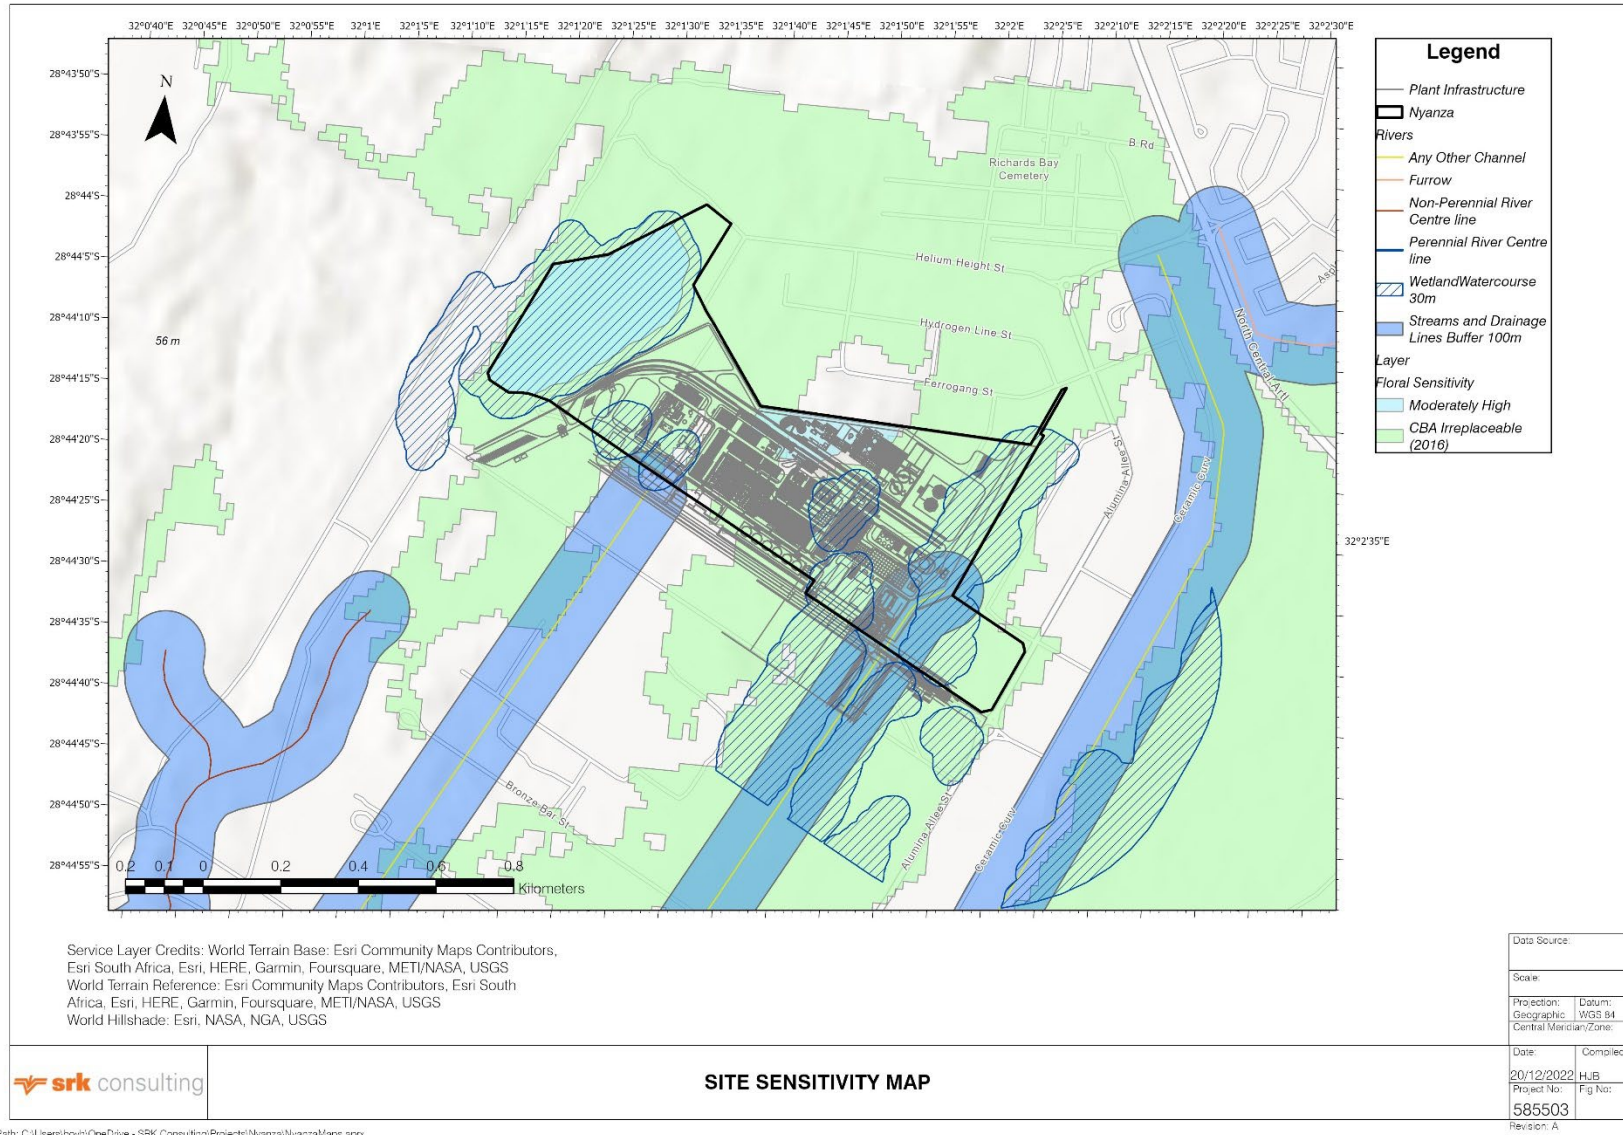 32°0'40"E 32°0'45"E 32°0'50"E 32°0'55"E 32°1'E 32°1'5"E 32°1'10"E 32°1'15"E 32°1'20"E 32°1'25"E 32°1'30"E 32°1'35"E 32°1'40"E 32°1'45"E 32°1'50"E 32°1'55"E 32°2'E 32°2'5"E 32°2'10"E 32°2'15"E 32°2'20"E 32°2'25"E 32°2'30"E
28°43'50"S
28°43'55"S
28°44'S
28°44'5"S
28°44'10"S
28°44'15"S
28°44'20"S
28°44'25"S
28°44'30"S
28°44'35"S
28°44'40"S
28°44'45"S
28°44'50"S
28°44'55"S
N
56 m
B Rd
Richards Bay
Cemetery
Helium Height St
Hydrogen Line St
Ferrogang St
North Central Artl
Alumina Allee St
Ceramic Curv
32°2'35"E
Bronze Bar St
Alumina Allee St
Ceramic Curv
0.2 0.1 0 0.2 0.4 0.6 0.8
Kilometers
Legend
Plant Infrastructure
Nyanza
Rivers
Any Other Channel
Furrow
Non-Perennial River
Centre line
Perennial River Centre
line
WetlandWatercourse
30m
Streams and Drainage
Lines Buffer 100m
Layer
Floral Sensitivity
Moderately High
CBA Irreplaceable
(2016)
Service Layer Credits: World Terrain Base: Esri Community Maps Contributors,
Esri South Africa, Esri, HERE, Garmin, Foursquare, METI/NASA, USGS
World Terrain Reference: Esri Community Maps Contributors, Esri South
Africa, Esri, HERE, Garmin, Foursquare, METI/NASA, USGS
World Hillshade: Esri, NASA, NGA, USGS
Data Source:
Scale:
Projection: Datum:
Geographic WGS 84
Central Meridian/Zone:
Date: Compiled
20/12/2022 HJB
Project No: Fig No:
585503
Revision: A
srk consulting
SITE SENSITIVITY MAP